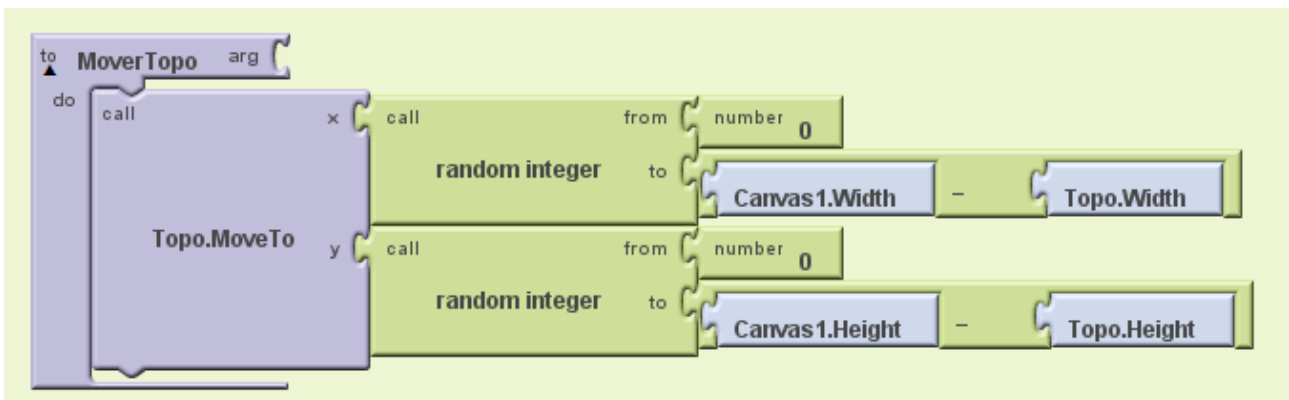 to MoverTopo arg
do
call x call from number 0
random integer to Canvas1.Width - Topo.Width
Topo.MoveTo y call from number 0
random integer to Canvas1.Height - Topo.Height